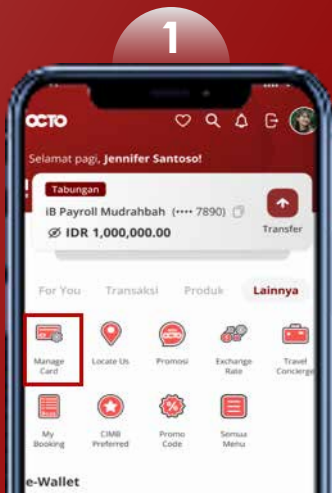 1
OCTO
Selamat pagi, Jennifer Santoso!
Tabungan
iB Payroll Mudrahbah (•••• 7890)
IDR 1,000,000.00
Transfer
For You Transaksi Produk Lainnya
Manage Card
Locate Us
Promosi
Exchange Rate
Travel Concierge
My Booking
CIMB Preferred
Promo Code
Semua Menu
e-Wallet